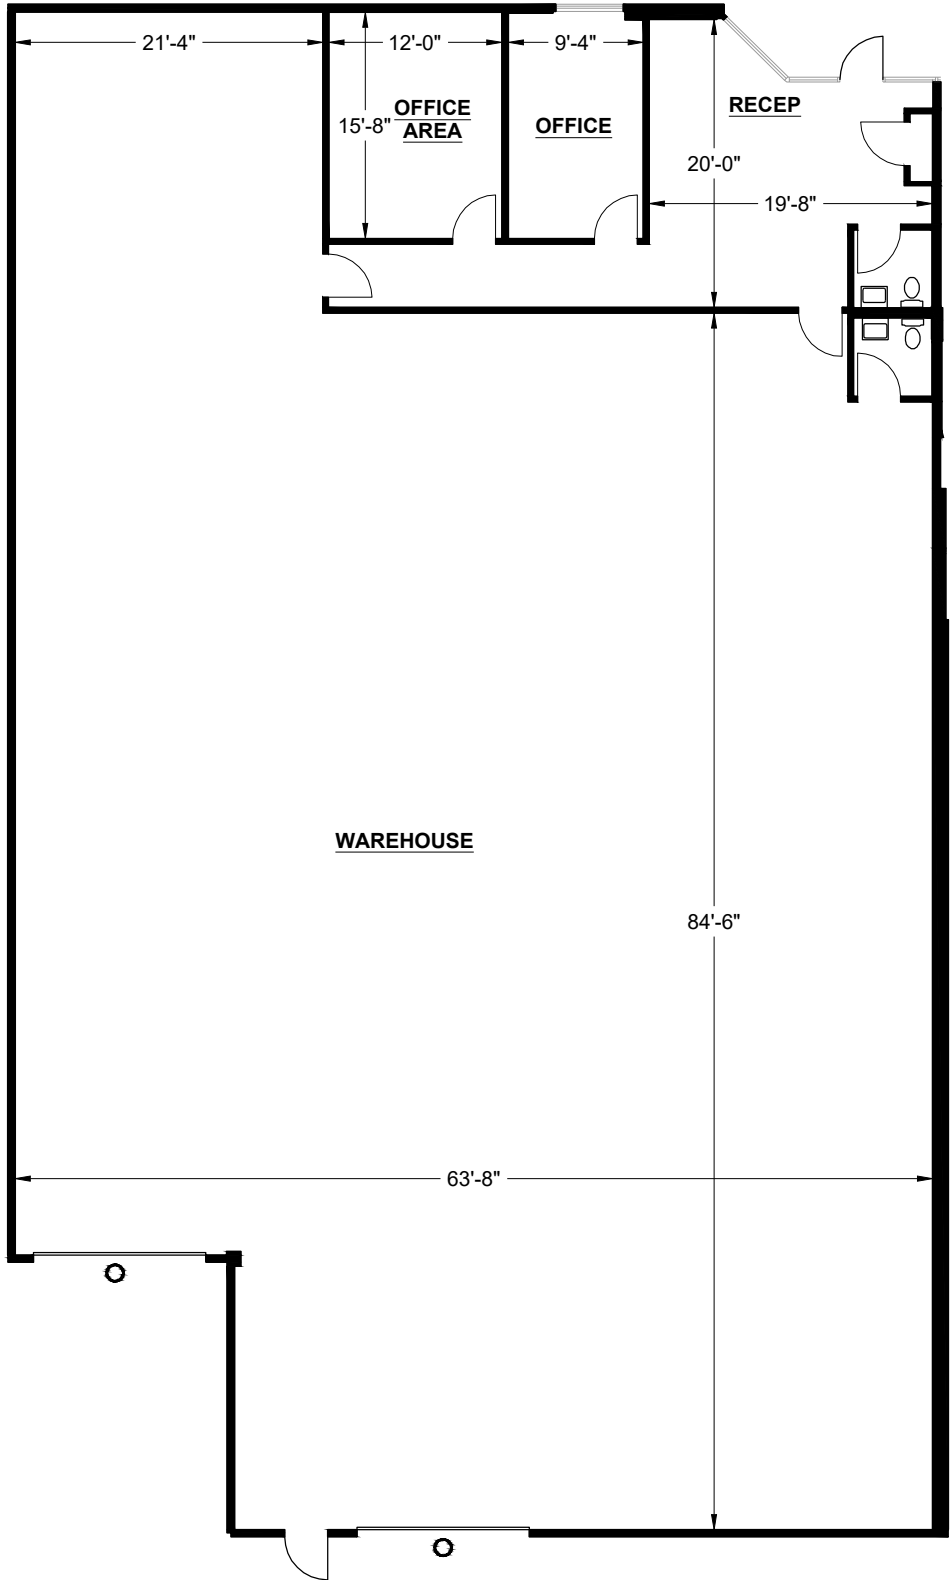 21'-4"
12'-0"
9'-4"
OFFICE
AREA
15'-8"
OFFICE
RECEP
20'-0"
19'-8"
WAREHOUSE
84'-6"
63'-8"